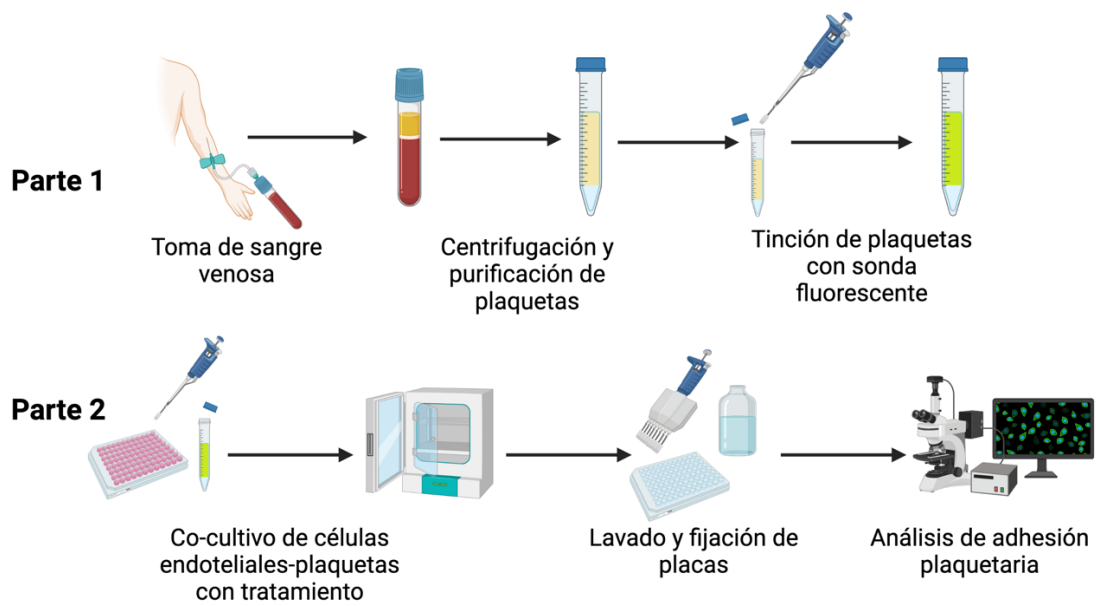 Parte 1
Toma de sangre
venosa
Centrifugación y
purificación de
plaquetas
Tinción de plaquetas
con sonda
fluorescente
Parte 2
Co-cultivo de células
endoteliales-plaquetas
con tratamiento
Lavado y fijación de
placas
Análisis de adhesión
plaquetaria